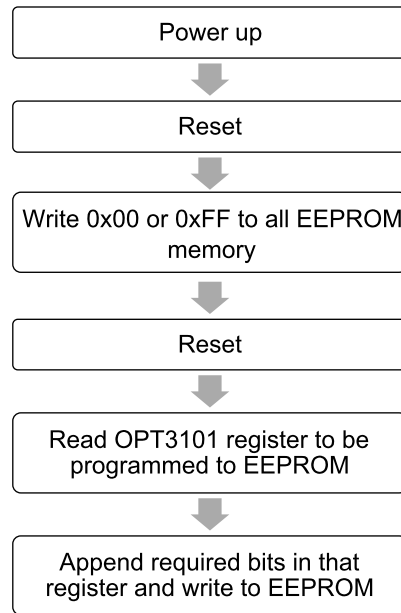 Power up
Reset
Write 0x00 or 0xFF to all EEPROM
memory
Reset
Read OPT3101 register to be
programmed to EEPROM
Append required bits in that
register and write to EEPROM